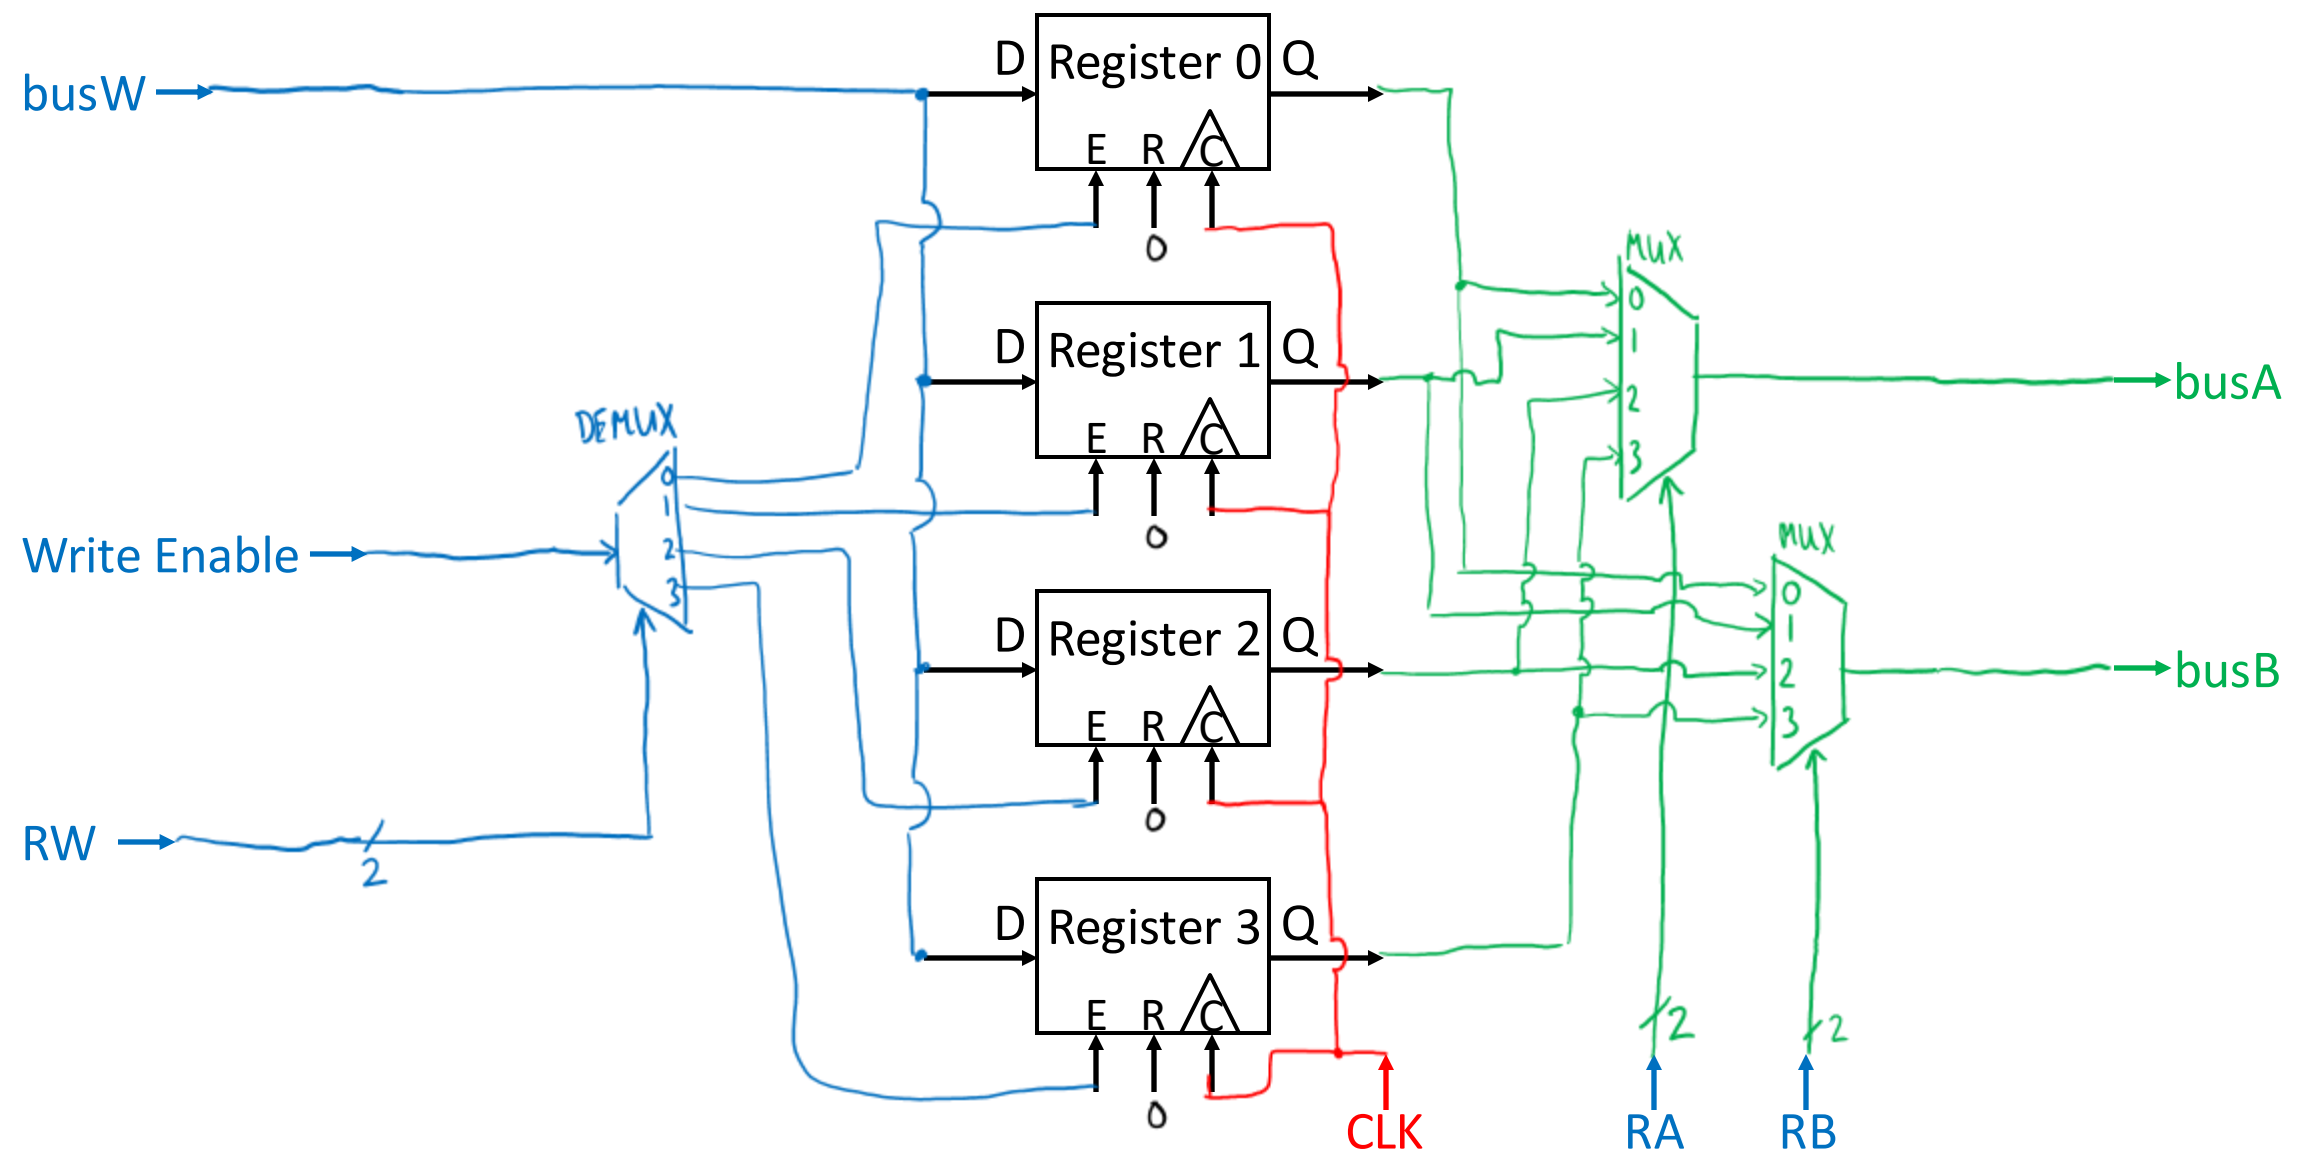 busW
D Register 0 Q
E R C
0
MUX
0
1
2
3
D Register 1 Q
E R C
0
busA
DEMUX
0
1
2
3
Write Enable
MUX
0
1
2
3
D Register 2 Q
E R C
0
busB
RW
2
D Register 3 Q
E R C
0
2
2
CLK
RA
RB